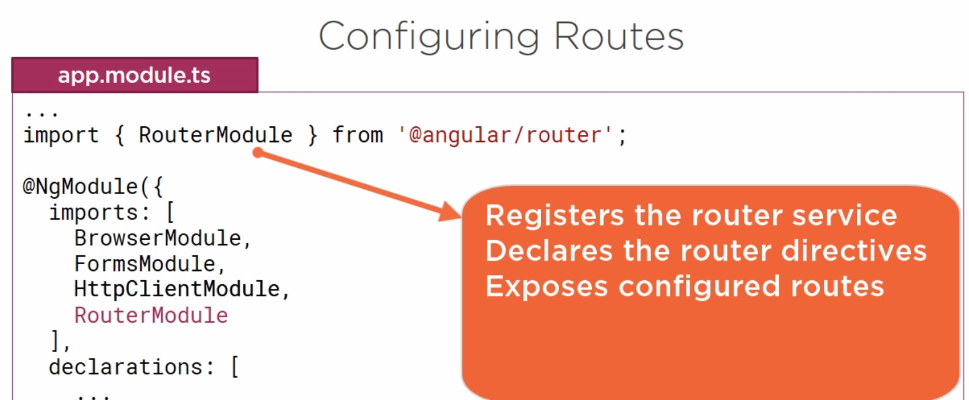 Configuring Routes
app.module.ts
...
import { RouterModule } from '@angular/router';
@NgModule({
imports: [
BrowserModule,
FormsModule,
HttpClientModule,
RouterModule
],
declarations: [
...
Registers the router service
Declares the router directives
Exposes configured routes